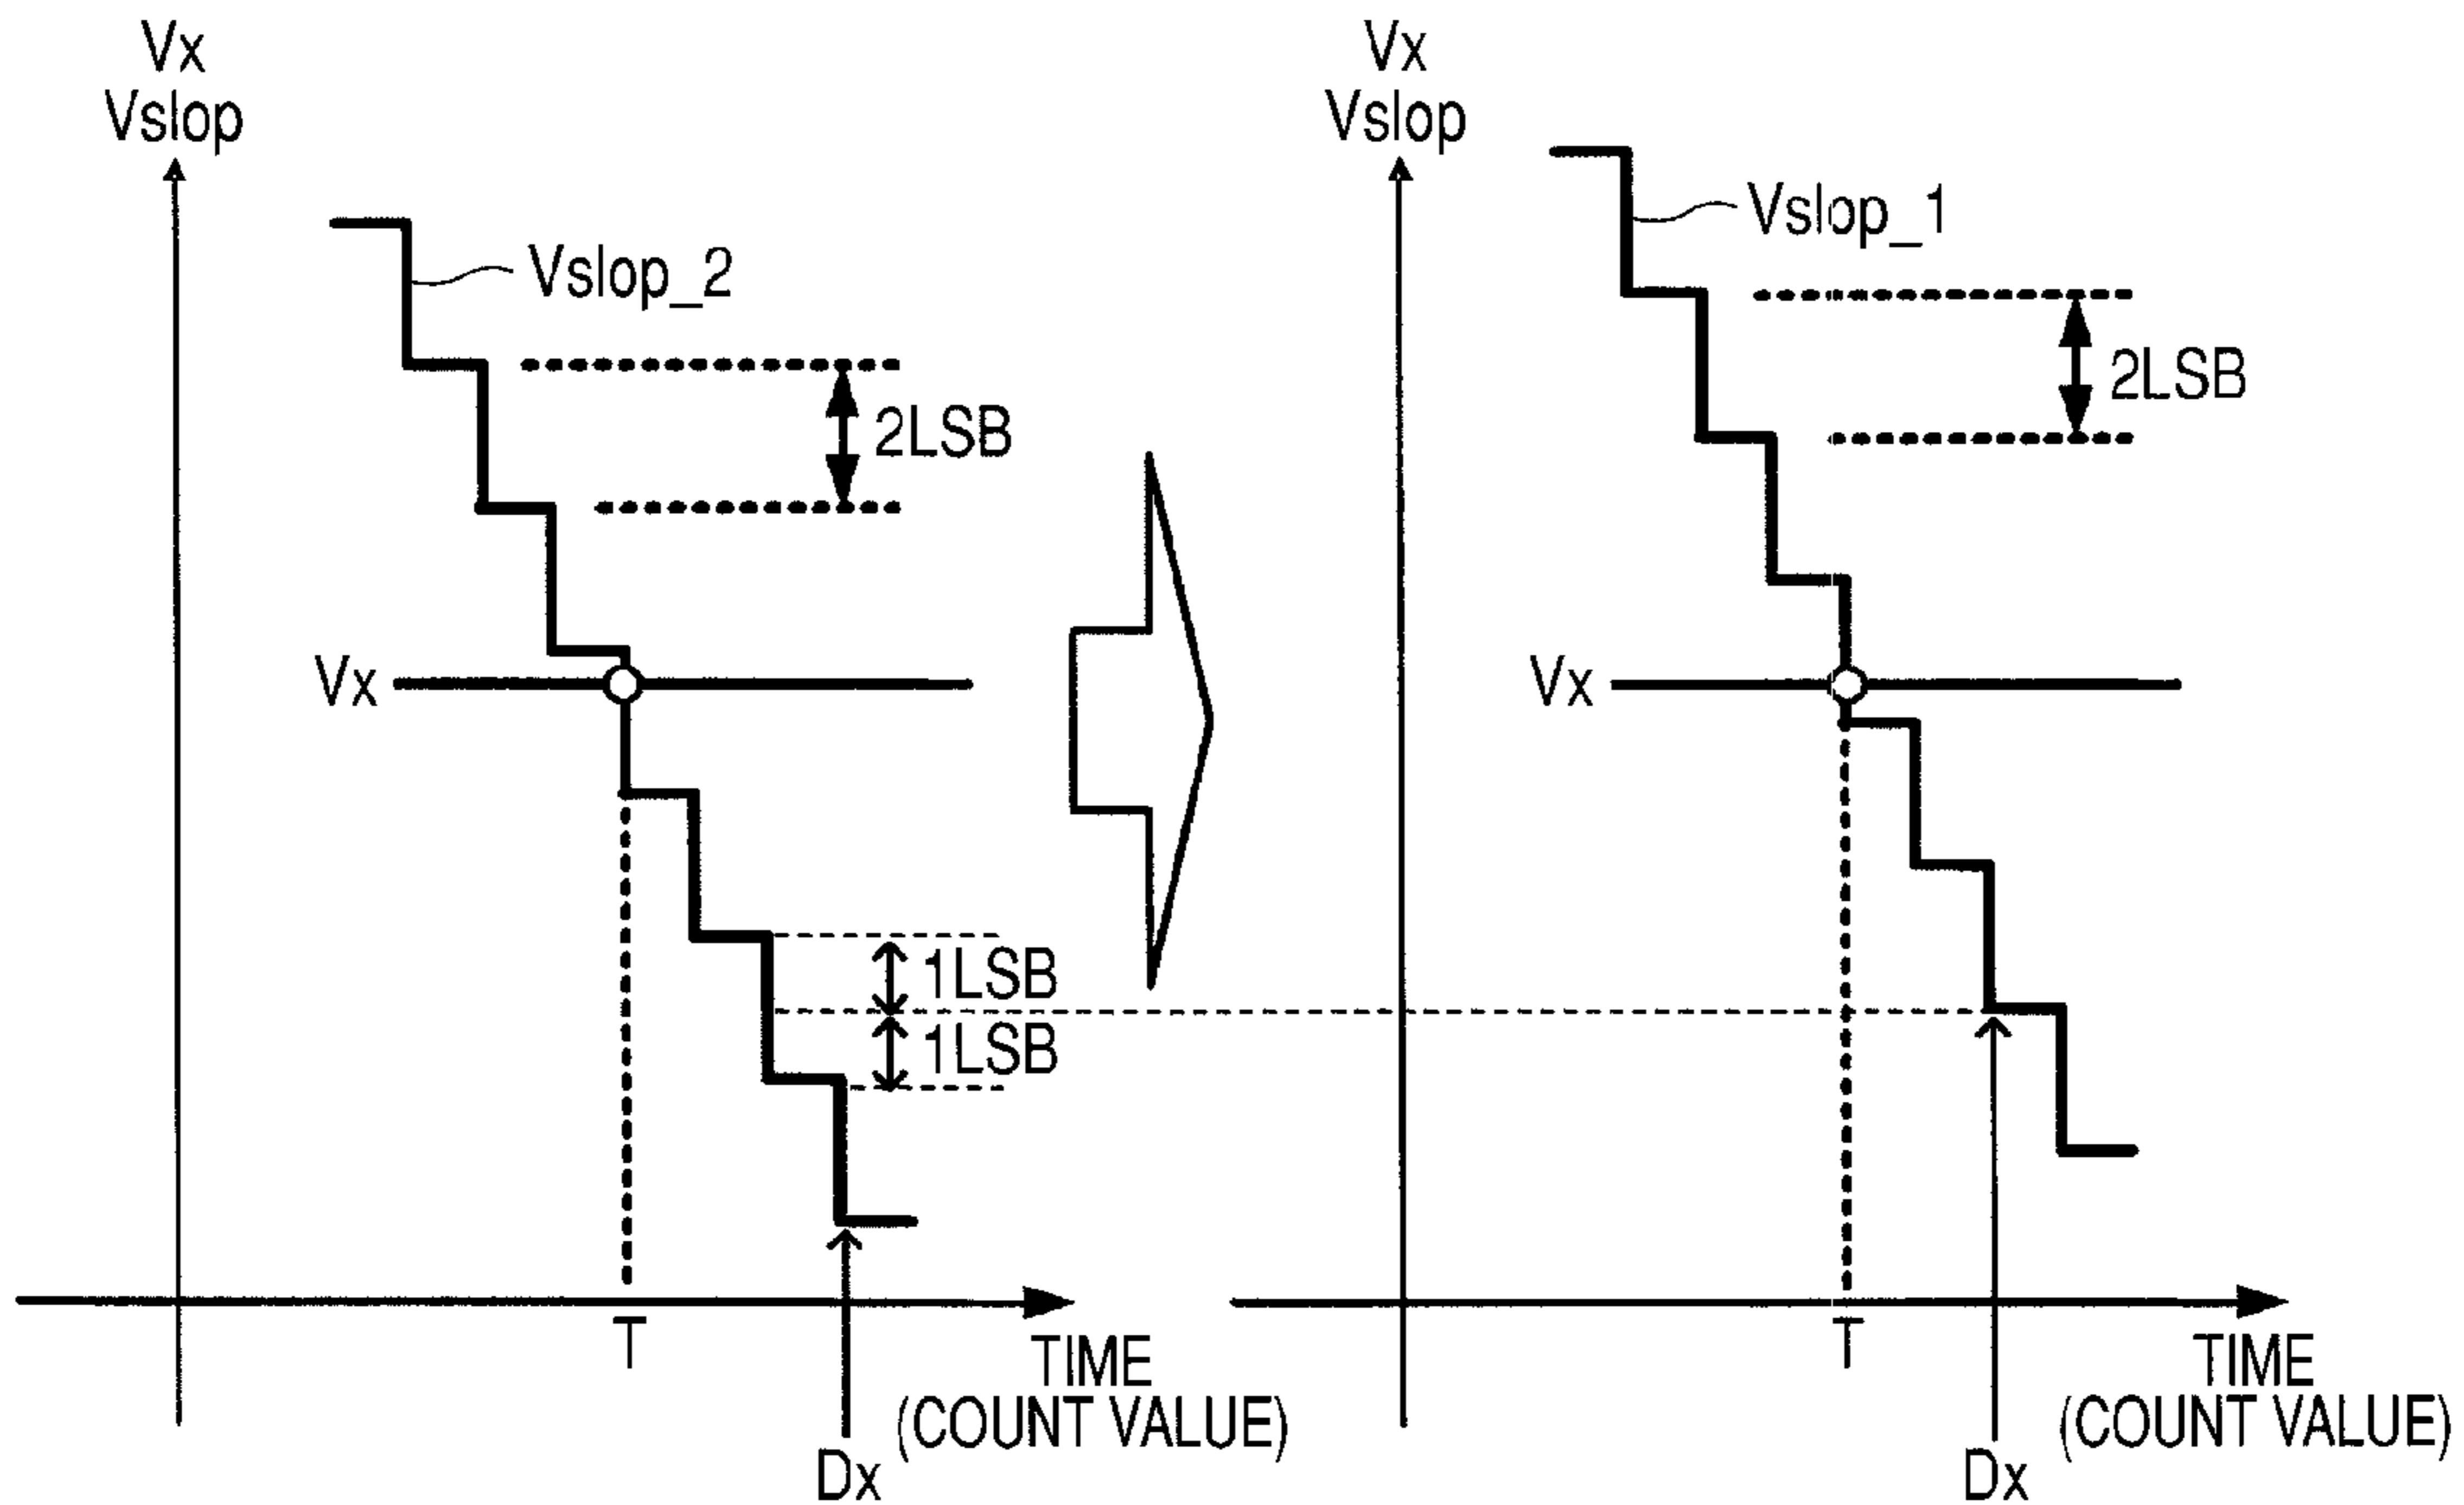 Vx
Vslop
Vslop_2
2LSB
Vx
1LSB
1LSB
T
TIME
(COUNT VALUE)
Dx
Vx
Vslop
Vslop_1
2LSB
Vx
T
TIME
(COUNT VALUE)
Dx